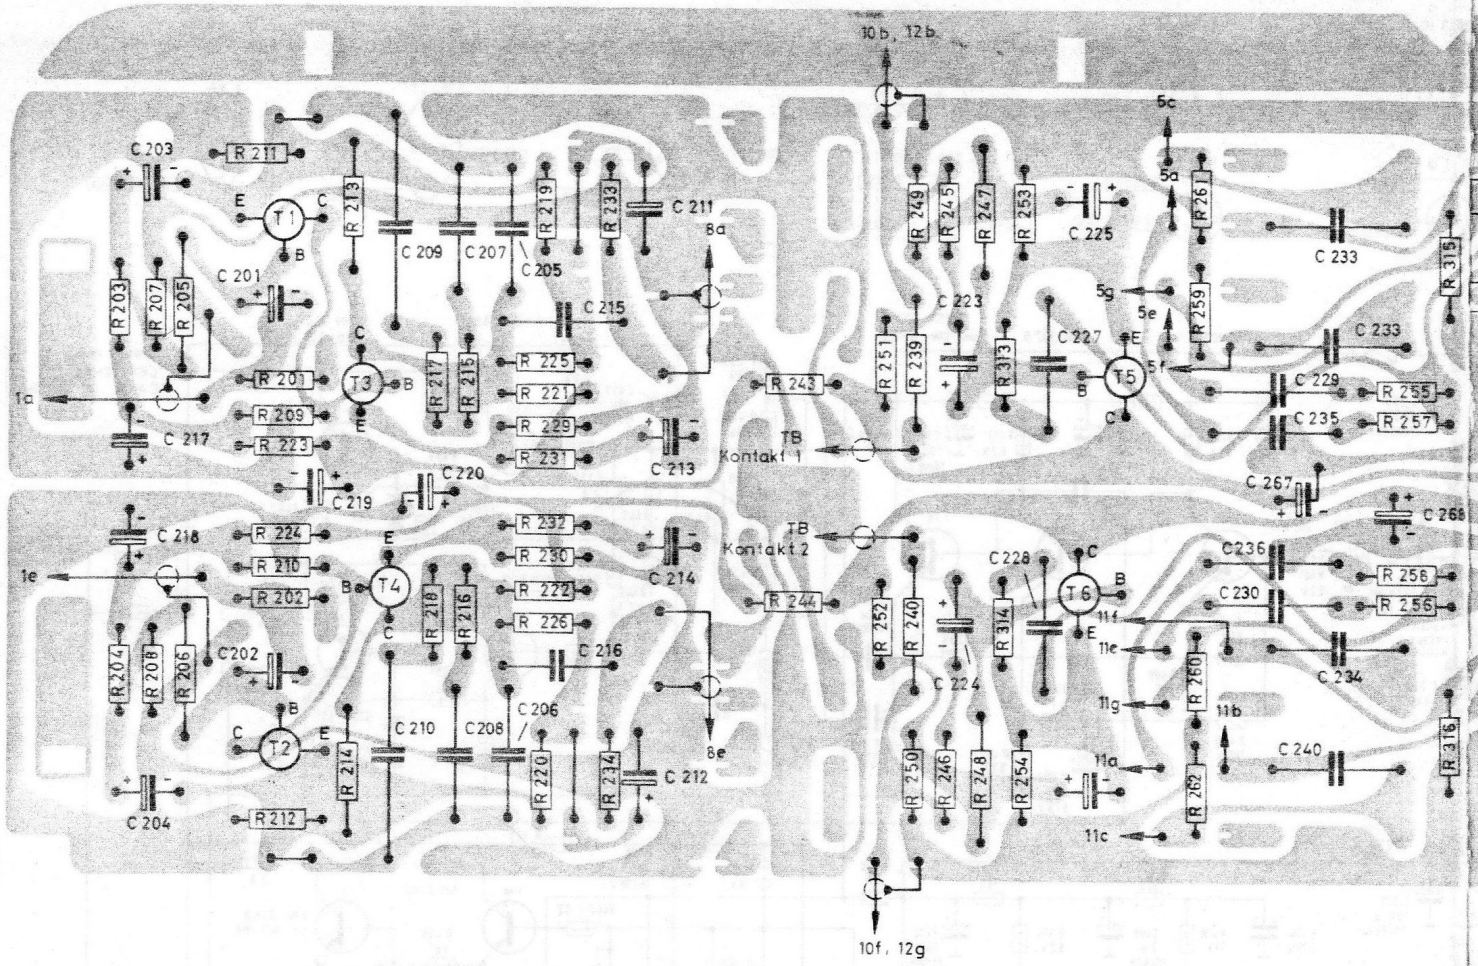 10b, 12b
5c
C 203
+ -
R 211
R 213
R 219
R 233
C 211
R 249
R 245
R 247
R 253
- +
C 225
5a
R 261
E T1 C
B
C 209
C 207
C 205
8a
C 233
R 315
R 203
R 207
R 205
C 201
+ -
C 215
C 223
5g
5e
R 259
C 227
E
C 233
C
T3 B
E
R 217
R 215
R 225
R 251
R 239
-
+
R 313
T5
B
C
5f
1a
R 201
R 221
R 243
C 229
R 255
R 209
R 229
C 235
R 257
-
C 217
+
R 223
R 231
+ -
C 213
TB
Kontakt 1
- +
C 219
C 220
- +
C 267
+ -
+
C 268
-
-
C 218
+
R 224
E
R 232
+ -
C 214
TB
Kontakt 2
C 236
R 210
R 230
C 228
C
R 258
1e
B T4
C
R 218
R 216
R 222
R 244
T6 B
E
C 230
R 256
R 202
R 226
R 252
R 240
+
-
C 224
R 314
11f
11e
R 204
R 208
R 206
C 202
+ -
C 216
R 260
C 234
B
C T2 E
C 210
C 208
C 206
8e
11g
11b
R 214
R 220
R 234
C 212
+
R 250
R 246
R 248
R 254
+ -
11a
R 262
C 240
R 316
+ -
C 204
R 212
11c
10f, 12g